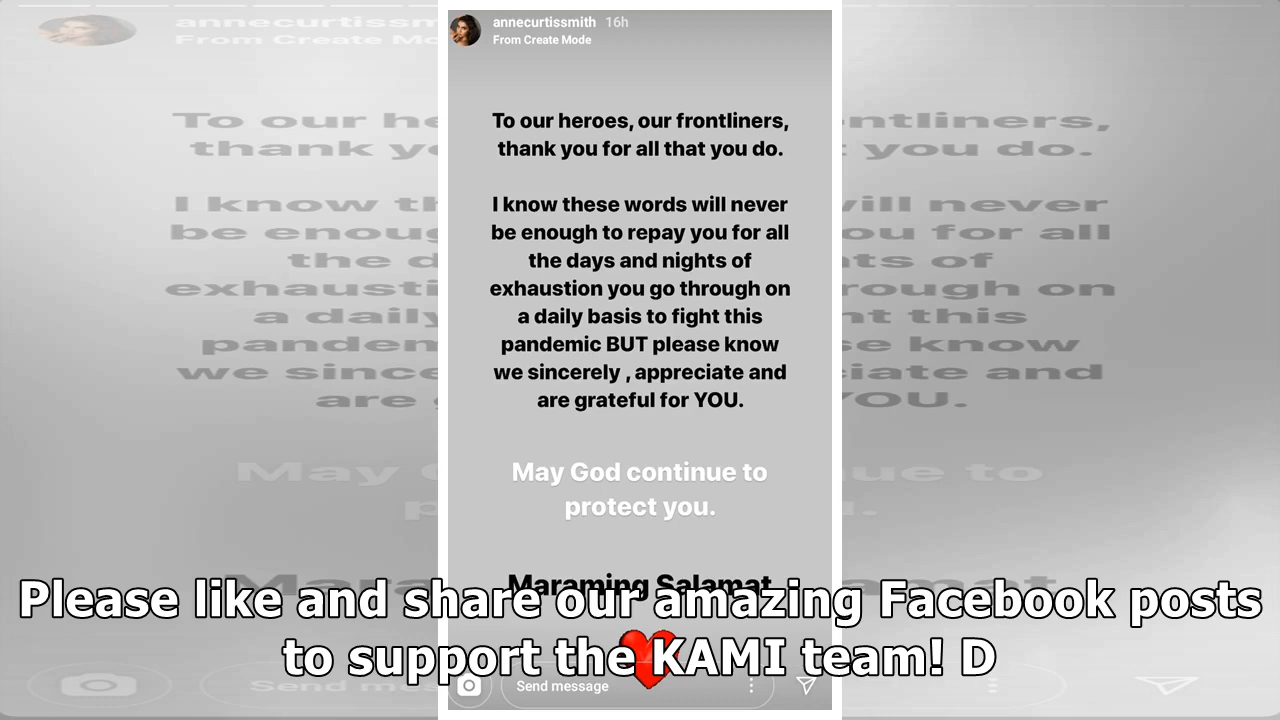 annecurtissmith 16h
From Create Mode
To our heroes, our frontliners,
thank you for all that you do.
I know these words will never
be enough to repay you for all
the days and nights of
exhaustion you go through on
a daily basis to fight this
pandemic BUT please know
we sincerely , appreciate and
are grateful for YOU.
May God continue to
protect you.
Maraming Salamat
Please like and share our amazing Facebook posts
to support the KAMI team! D
Send message